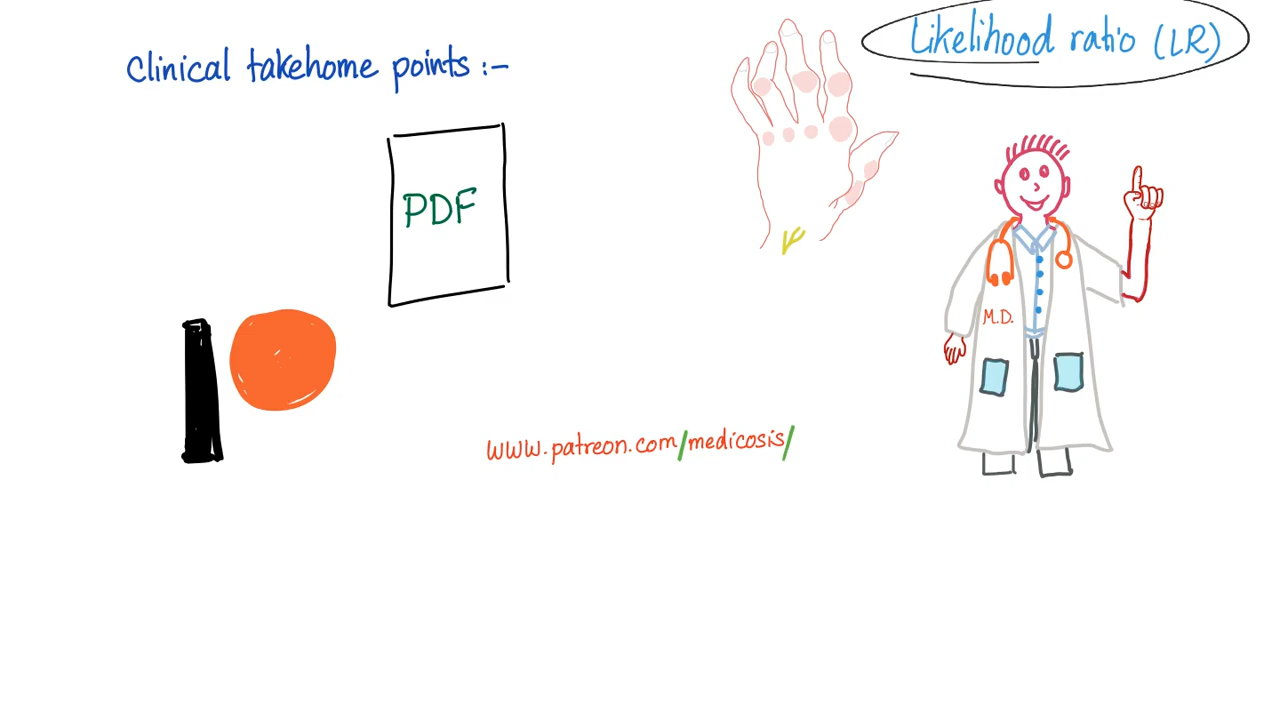 Clinical takehome points :-
Likelihood ratio (LR)
PDF
M.D.
www.patreon.com/medicosis/